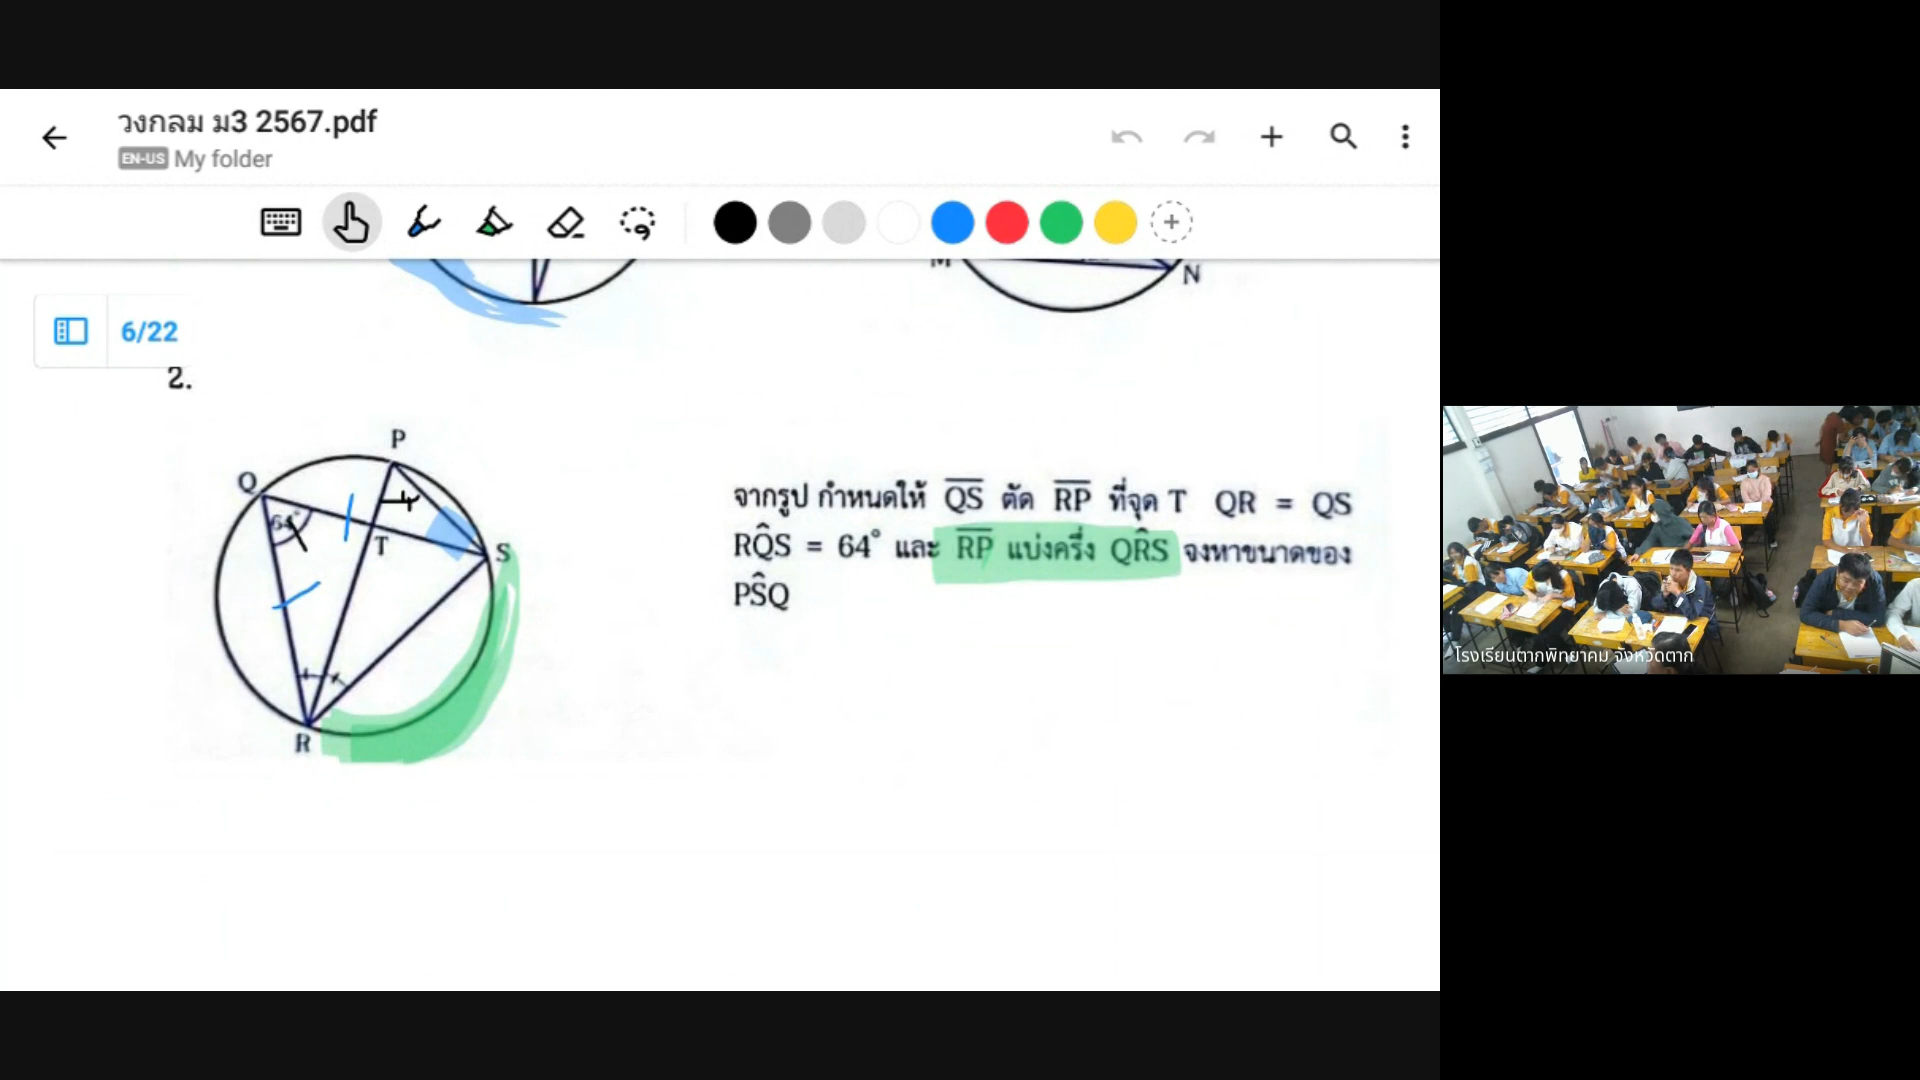 วงกลม ม3 2567.pdf
EN-US My folder
M
N
6/22
2.
P
Q
64°
T
S
R
จากรูป กำหนดให้ Q̅S̅ ตัด R̅P̅ ที่จุด T QR = QS
RQ̂S = 64° และ R̅P̅ แบ่งครึ่ง QR̂S จงหาขนาดของ
PŜQ
โรงเรียนตากพิทยาคม จังหวัดตาก